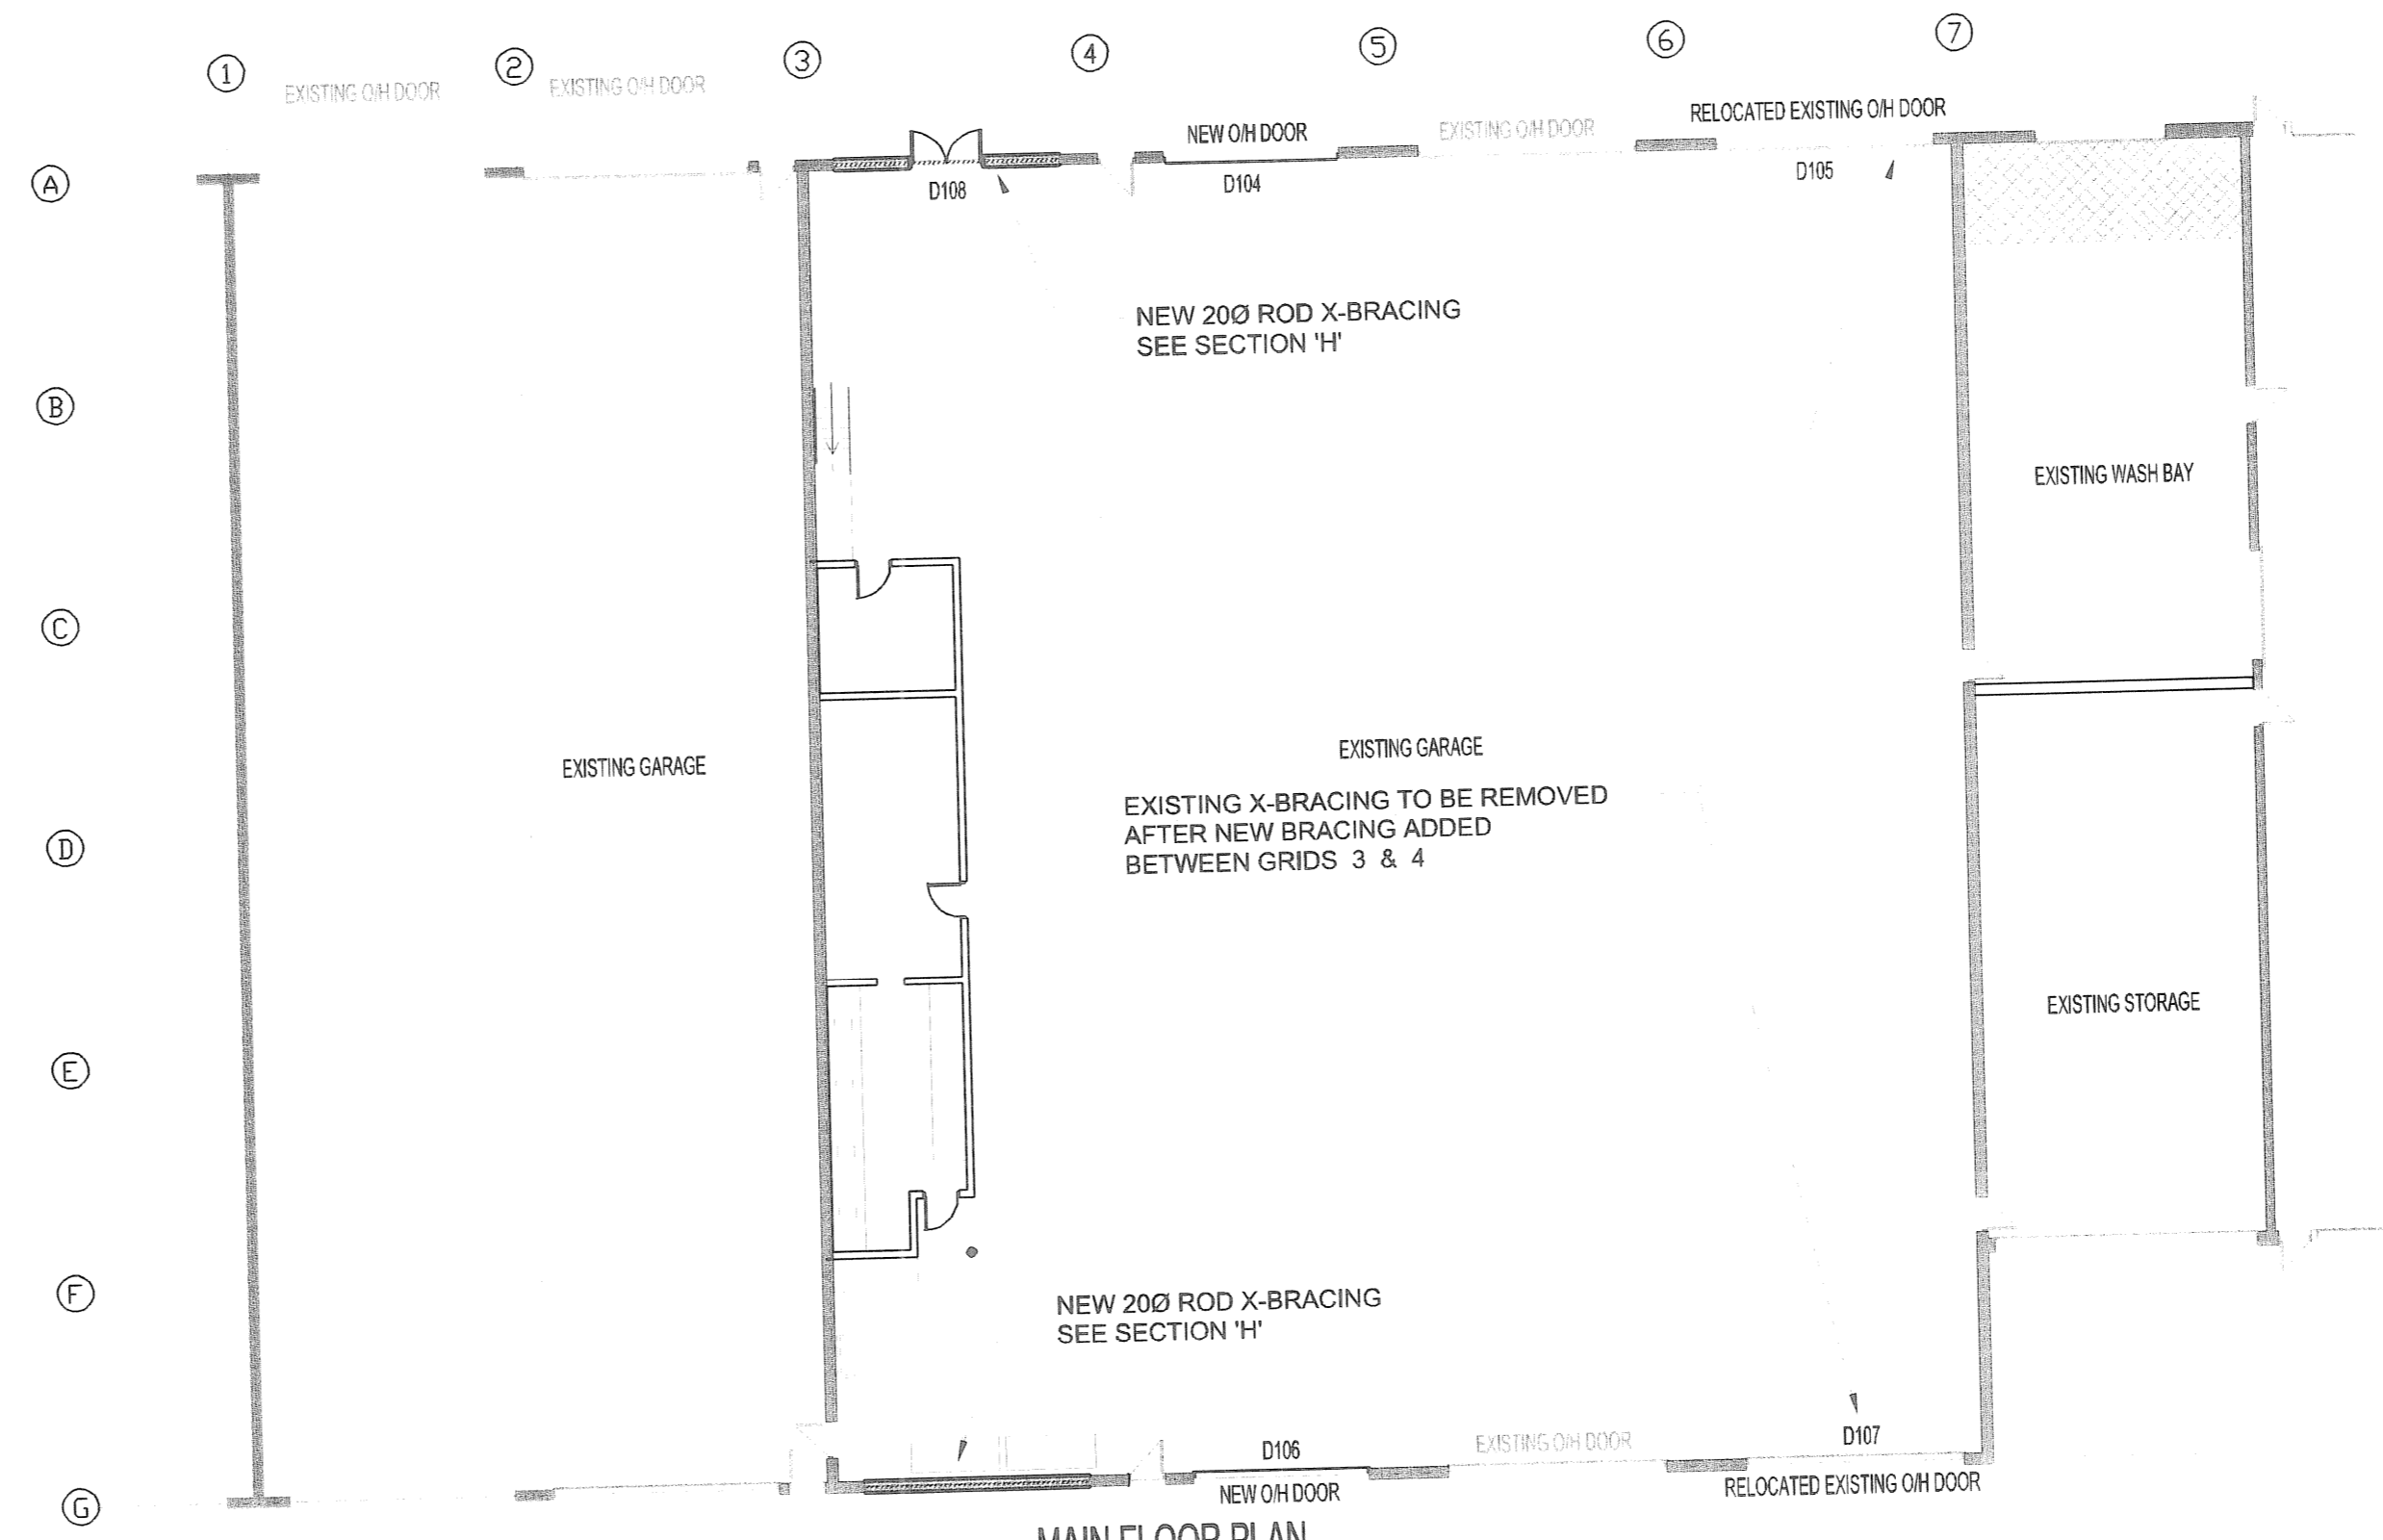 1
2
3
4
5
6
7
EXISTING O/H DOOR
EXISTING O/H DOOR
NEW O/H DOOR
EXISTING O/H DOOR
RELOCATED EXISTING O/H DOOR
A
D108
D104
D105
NEW 20Ø ROD X-BRACING
SEE SECTION 'H'
B
EXISTING WASH BAY
C
EXISTING GARAGE
EXISTING GARAGE
EXISTING X-BRACING TO BE REMOVED
AFTER NEW BRACING ADDED
BETWEEN GRIDS 3 & 4
D
EXISTING STORAGE
E
F
NEW 20Ø ROD X-BRACING
SEE SECTION 'H'
D106
EXISTING O/H DOOR
D107
G
NEW O/H DOOR
RELOCATED EXISTING O/H DOOR
MAIN FLOOR PLAN